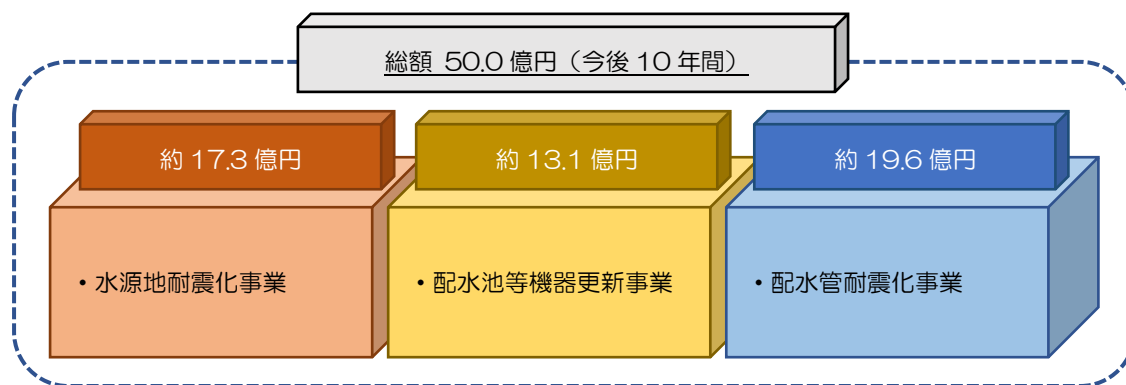 総額 50.0 億円（今後 10 年間）
約 17.3 億円
約 13.1 億円
約 19.6 億円
・水源地耐震化事業
・配水池等機器更新事業
・配水管耐震化事業